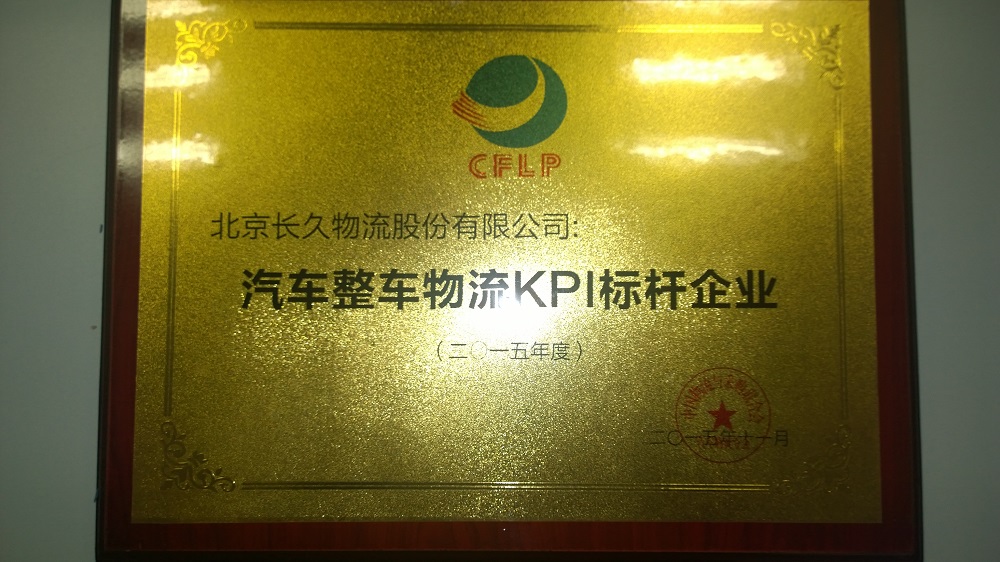 CFLP
北京长久物流股份有限公司:
汽车整车物流KPI标杆企业
(二〇一五年度)
二〇一五年十一月